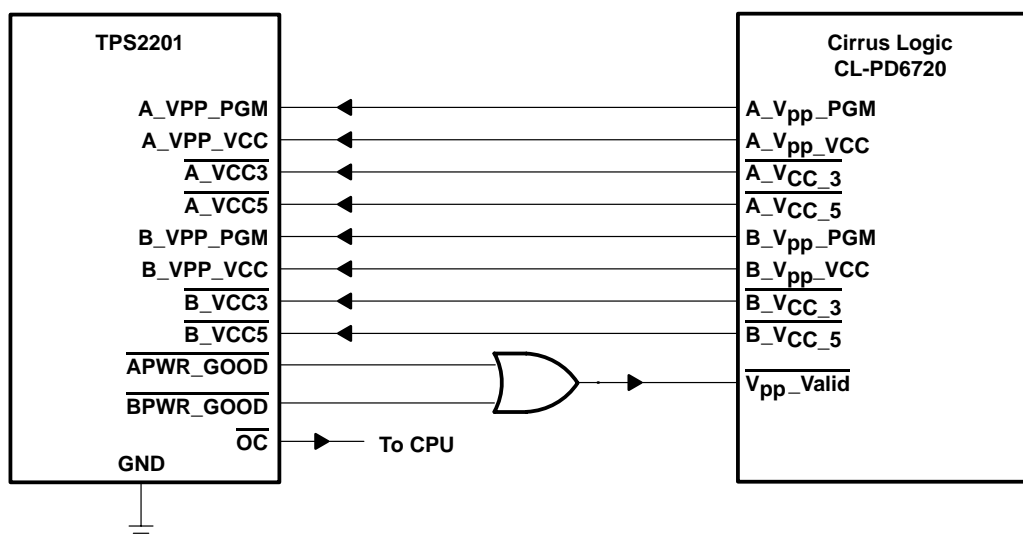 TPS2201
A_VPP_PGM
A_VPP_VCC
A_VCC3
A_VCC5
B_VPP_PGM
B_VPP_VCC
B_VCC3
B_VCC5
APWR_GOOD
BPWR_GOOD
OC
GND
To CPU
Cirrus Logic
CL-PD6720
A_Vpp_PGM
A_Vpp_VCC
A_VCC_3
A_VCC_5
B_Vpp_PGM
B_Vpp_VCC
B_VCC_3
B_VCC_5
Vpp_Valid